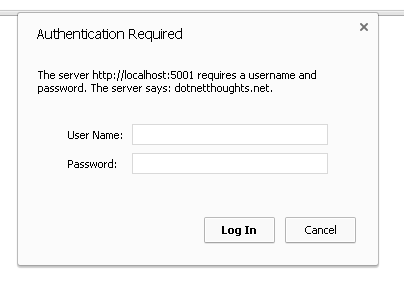 Authentication Required
The server http://localhost:5001 requires a username and
password. The server says: dotnetthoughts.net.
User Name:
Password:
Log In Cancel